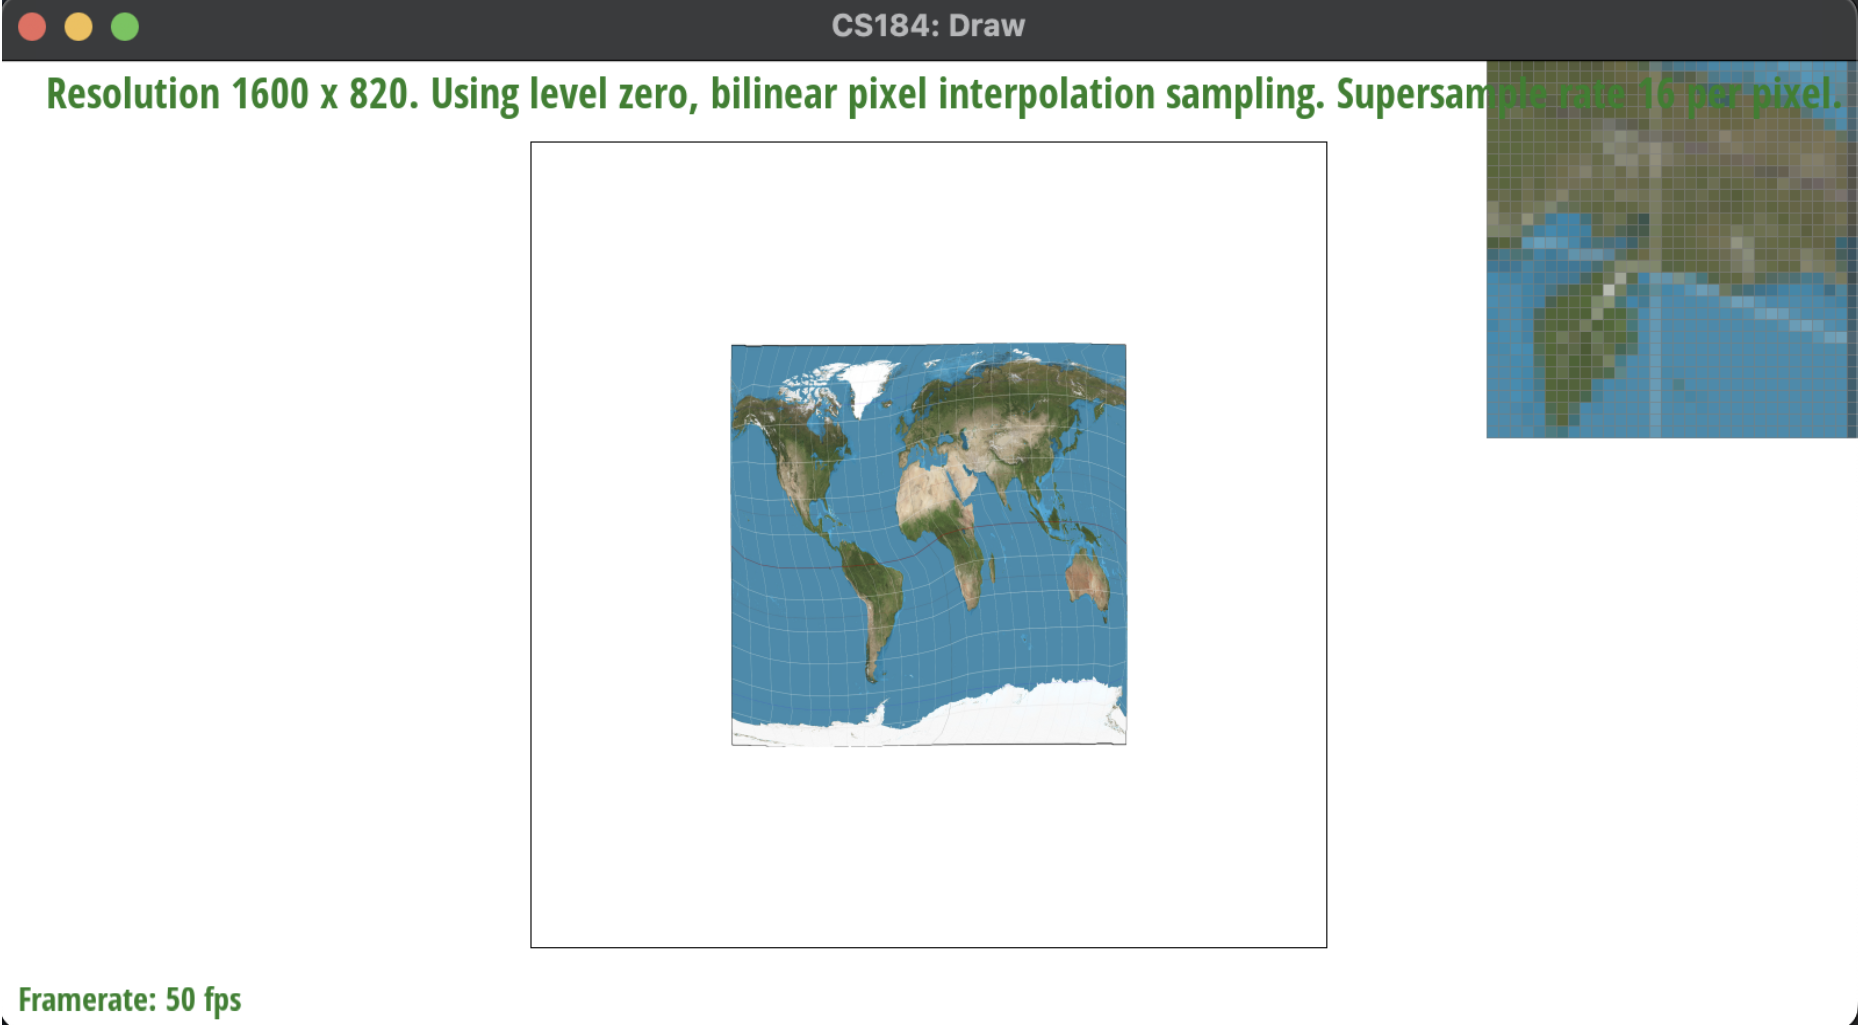 CS184: Draw
Resolution 1600 x 820. Using level zero, bilinear pixel interpolation sampling. Supersample rate 16 per pixel.
Framerate: 50 fps